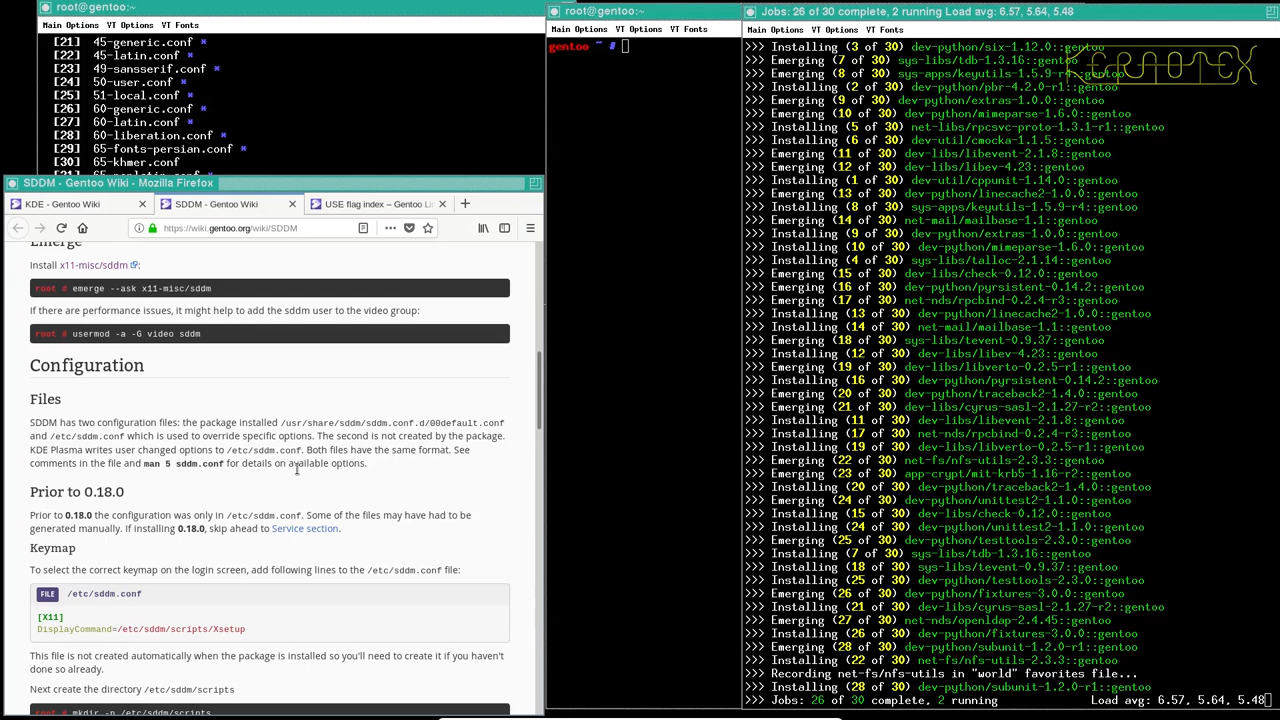 root@gentoo:~
Main Options  VT Options  VT Fonts
[21]  45-generic.conf *
[22]  45-latin.conf *
[23]  49-sansserif.conf *
[24]  50-user.conf *
[25]  51-local.conf *
[26]  60-generic.conf *
[27]  60-latin.conf *
[28]  60-liberation.conf *
[29]  65-fonts-persian.conf *
[30]  65-khmer.conf
SDDM - Gentoo Wiki - Mozilla Firefox
KDE - Gentoo Wiki
SDDM - Gentoo Wiki
USE flag index – Gentoo Li
https://wiki.gentoo.org/wiki/SDDM
Emerge
Install x11-misc/sddm:
root # emerge --ask x11-misc/sddm
If there are performance issues, it might help to add the sddm user to the video group:
root # usermod -a -G video sddm
Configuration
Files
SDDM has two configuration files: the package installed /usr/share/sddm/sddm.conf.d/00default.conf
and /etc/sddm.conf which is used to override specific options. The second is not created by the package.
KDE Plasma writes user changed options to /etc/sddm.conf. Both files have the same format. See
comments in the file and man 5 sddm.conf for details on available options.
Prior to 0.18.0
Prior to 0.18.0 the configuration was only in /etc/sddm.conf. Some of the files may have had to be
generated manually. If installing 0.18.0, skip ahead to Service section.
Keymap
To select the correct keymap on the login screen, add following lines to the /etc/sddm.conf file:
FILE /etc/sddm.conf
[X11]
DisplayCommand=/etc/sddm/scripts/Xsetup
This file is not created automatically when the package is installed so you'll need to create it if you haven't
done so already.
Next create the directory /etc/sddm/scripts
root # mkdir -p /etc/sddm/scripts
root@gentoo:~
Main Options  VT Options  VT Fonts
gentoo ~ #
Jobs: 26 of 30 complete, 2 running Load avg: 6.57, 5.64, 5.48
Main Options  VT Options  VT Fonts
KERAOTEX
>>> Installing (3 of 30) dev-python/six-1.12.0::gentoo
>>> Emerging (7 of 30) sys-libs/tdb-1.3.16::gentoo
>>> Emerging (8 of 30) sys-apps/keyutils-1.5.9-r4::gentoo
>>> Installing (2 of 30) dev-python/pbr-4.2.0-r1::gentoo
>>> Emerging (9 of 30) dev-python/extras-1.0.0::gentoo
>>> Emerging (10 of 30) dev-python/mimeparse-1.6.0::gentoo
>>> Installing (5 of 30) net-libs/rpcsvc-proto-1.3.1-r1::gentoo
>>> Installing (6 of 30) dev-util/cmocka-1.1.5::gentoo
>>> Emerging (11 of 30) dev-libs/libevent-2.1.8::gentoo
>>> Emerging (12 of 30) dev-libs/libev-4.23::gentoo
>>> Installing (1 of 30) dev-util/cppunit-1.14.0::gentoo
>>> Emerging (13 of 30) dev-python/linecache2-1.0.0::gentoo
>>> Installing (8 of 30) sys-apps/keyutils-1.5.9-r4::gentoo
>>> Emerging (14 of 30) net-mail/mailbase-1.1::gentoo
>>> Installing (9 of 30) dev-python/extras-1.0.0::gentoo
>>> Installing (10 of 30) dev-python/mimeparse-1.6.0::gentoo
>>> Installing (4 of 30) sys-libs/talloc-2.1.14::gentoo
>>> Emerging (15 of 30) dev-libs/check-0.12.0::gentoo
>>> Emerging (16 of 30) dev-python/pyrsistent-0.14.2::gentoo
>>> Emerging (17 of 30) net-nds/rpcbind-0.2.4-r3::gentoo
>>> Installing (13 of 30) dev-python/linecache2-1.0.0::gentoo
>>> Installing (14 of 30) net-mail/mailbase-1.1::gentoo
>>> Emerging (18 of 30) sys-libs/tevent-0.9.37::gentoo
>>> Installing (12 of 30) dev-libs/libev-4.23::gentoo
>>> Emerging (19 of 30) dev-libs/libverto-0.2.5-r1::gentoo
>>> Installing (16 of 30) dev-python/pyrsistent-0.14.2::gentoo
>>> Emerging (20 of 30) dev-python/traceback2-1.4.0::gentoo
>>> Emerging (21 of 30) dev-libs/cyrus-sasl-2.1.27-r2::gentoo
>>> Installing (11 of 30) dev-libs/libevent-2.1.8::gentoo
>>> Installing (17 of 30) net-nds/rpcbind-0.2.4-r3::gentoo
>>> Installing (19 of 30) dev-libs/libverto-0.2.5-r1::gentoo
>>> Emerging (22 of 30) net-fs/nfs-utils-2.3.3::gentoo
>>> Emerging (23 of 30) app-crypt/mit-krb5-1.16-r2::gentoo
>>> Installing (20 of 30) dev-python/traceback2-1.4.0::gentoo
>>> Emerging (24 of 30) dev-python/unittest2-1.1.0::gentoo
>>> Installing (15 of 30) dev-libs/check-0.12.0::gentoo
>>> Installing (24 of 30) dev-python/unittest2-1.1.0::gentoo
>>> Emerging (25 of 30) dev-python/testtools-2.3.0::gentoo
>>> Installing (7 of 30) sys-libs/tdb-1.3.16::gentoo
>>> Installing (18 of 30) sys-libs/tevent-0.9.37::gentoo
>>> Installing (25 of 30) dev-python/testtools-2.3.0::gentoo
>>> Emerging (26 of 30) dev-python/fixtures-3.0.0::gentoo
>>> Installing (21 of 30) dev-libs/cyrus-sasl-2.1.27-r2::gentoo
>>> Emerging (27 of 30) net-nds/openldap-2.4.45::gentoo
>>> Installing (26 of 30) dev-python/fixtures-3.0.0::gentoo
>>> Emerging (28 of 30) dev-python/subunit-1.2.0-r1::gentoo
>>> Installing (22 of 30) net-fs/nfs-utils-2.3.3::gentoo
>>> Recording net-fs/nfs-utils in "world" favorites file...
>>> Installing (28 of 30) dev-python/subunit-1.2.0-r1::gentoo
>>> Jobs: 26 of 30 complete, 2 running  Load avg: 6.57, 5.64, 5.48